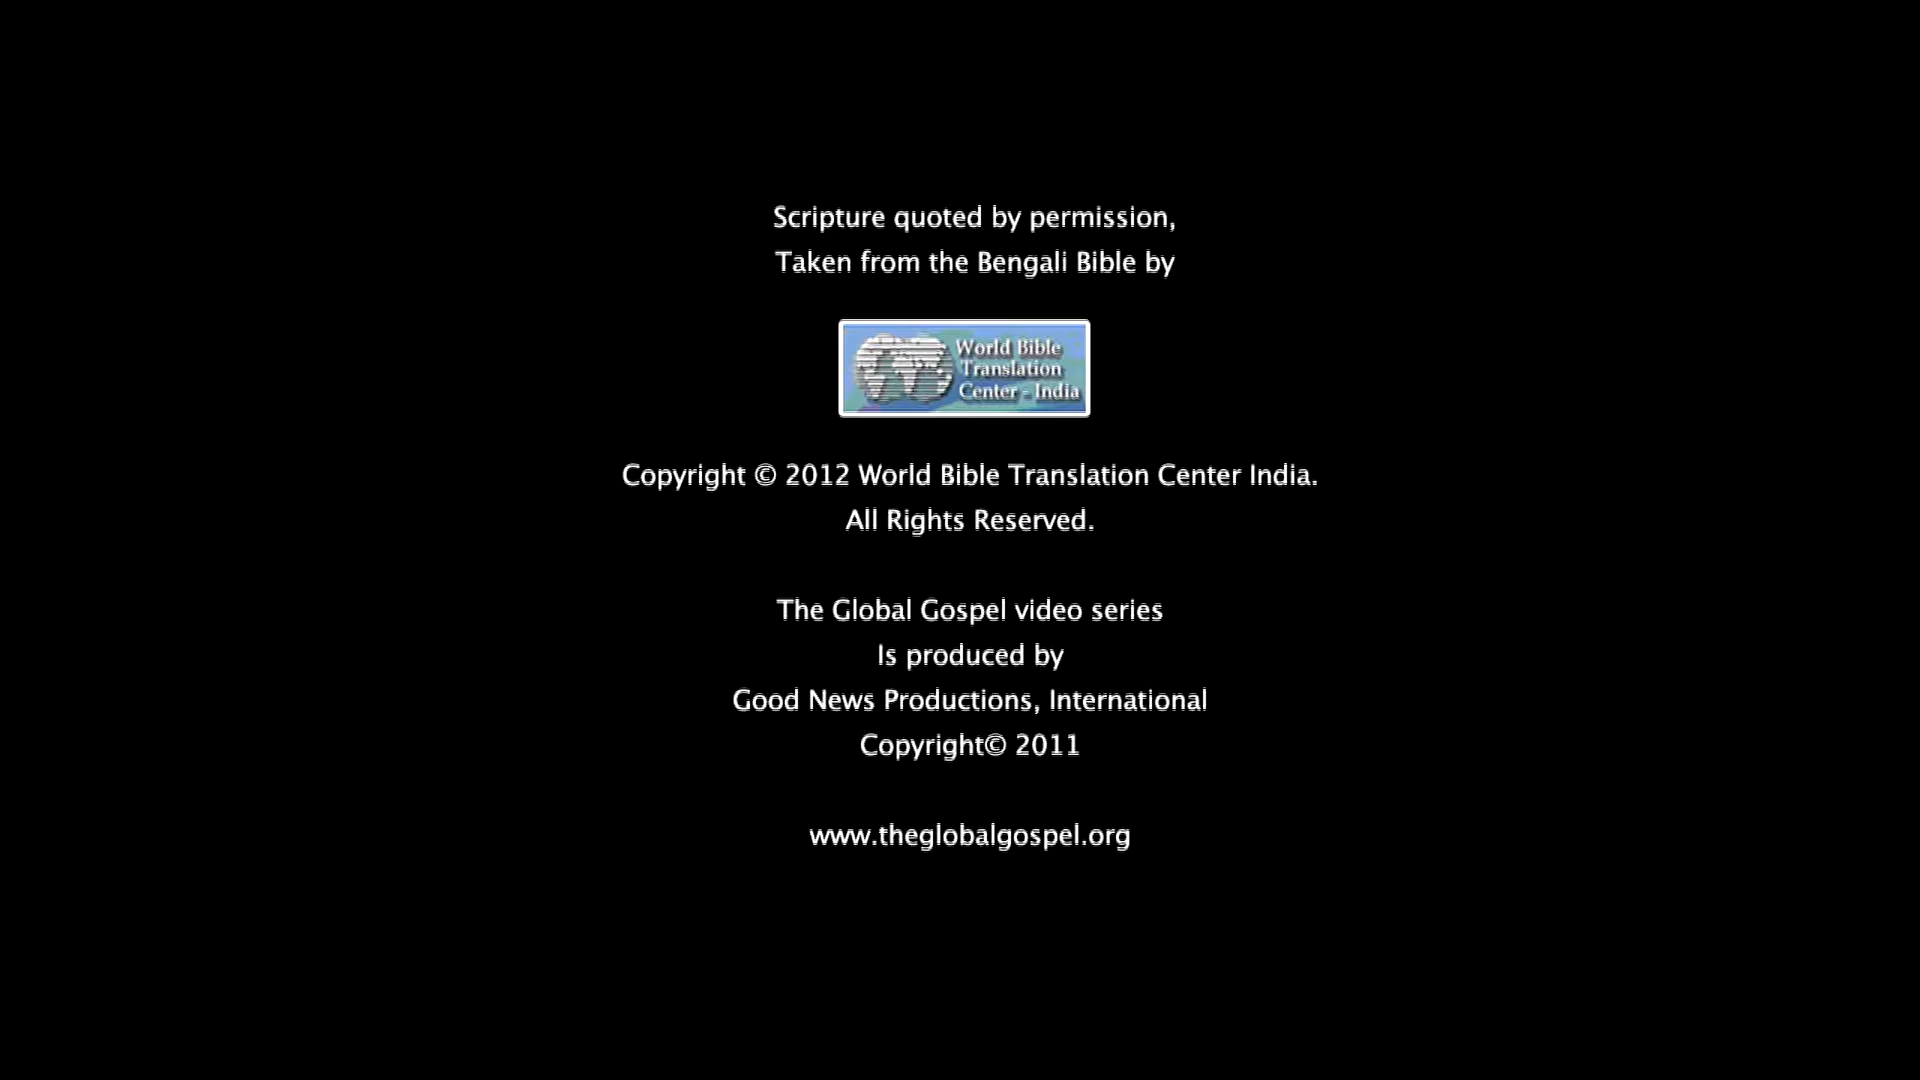 Scripture quoted by permission,
Taken from the Bengali Bible by
World Bible
Translation
Center - India
Copyright © 2012 World Bible Translation Center India.
All Rights Reserved.
The Global Gospel video series
Is produced by
Good News Productions, International
Copyright© 2011
www.theglobalgospel.org